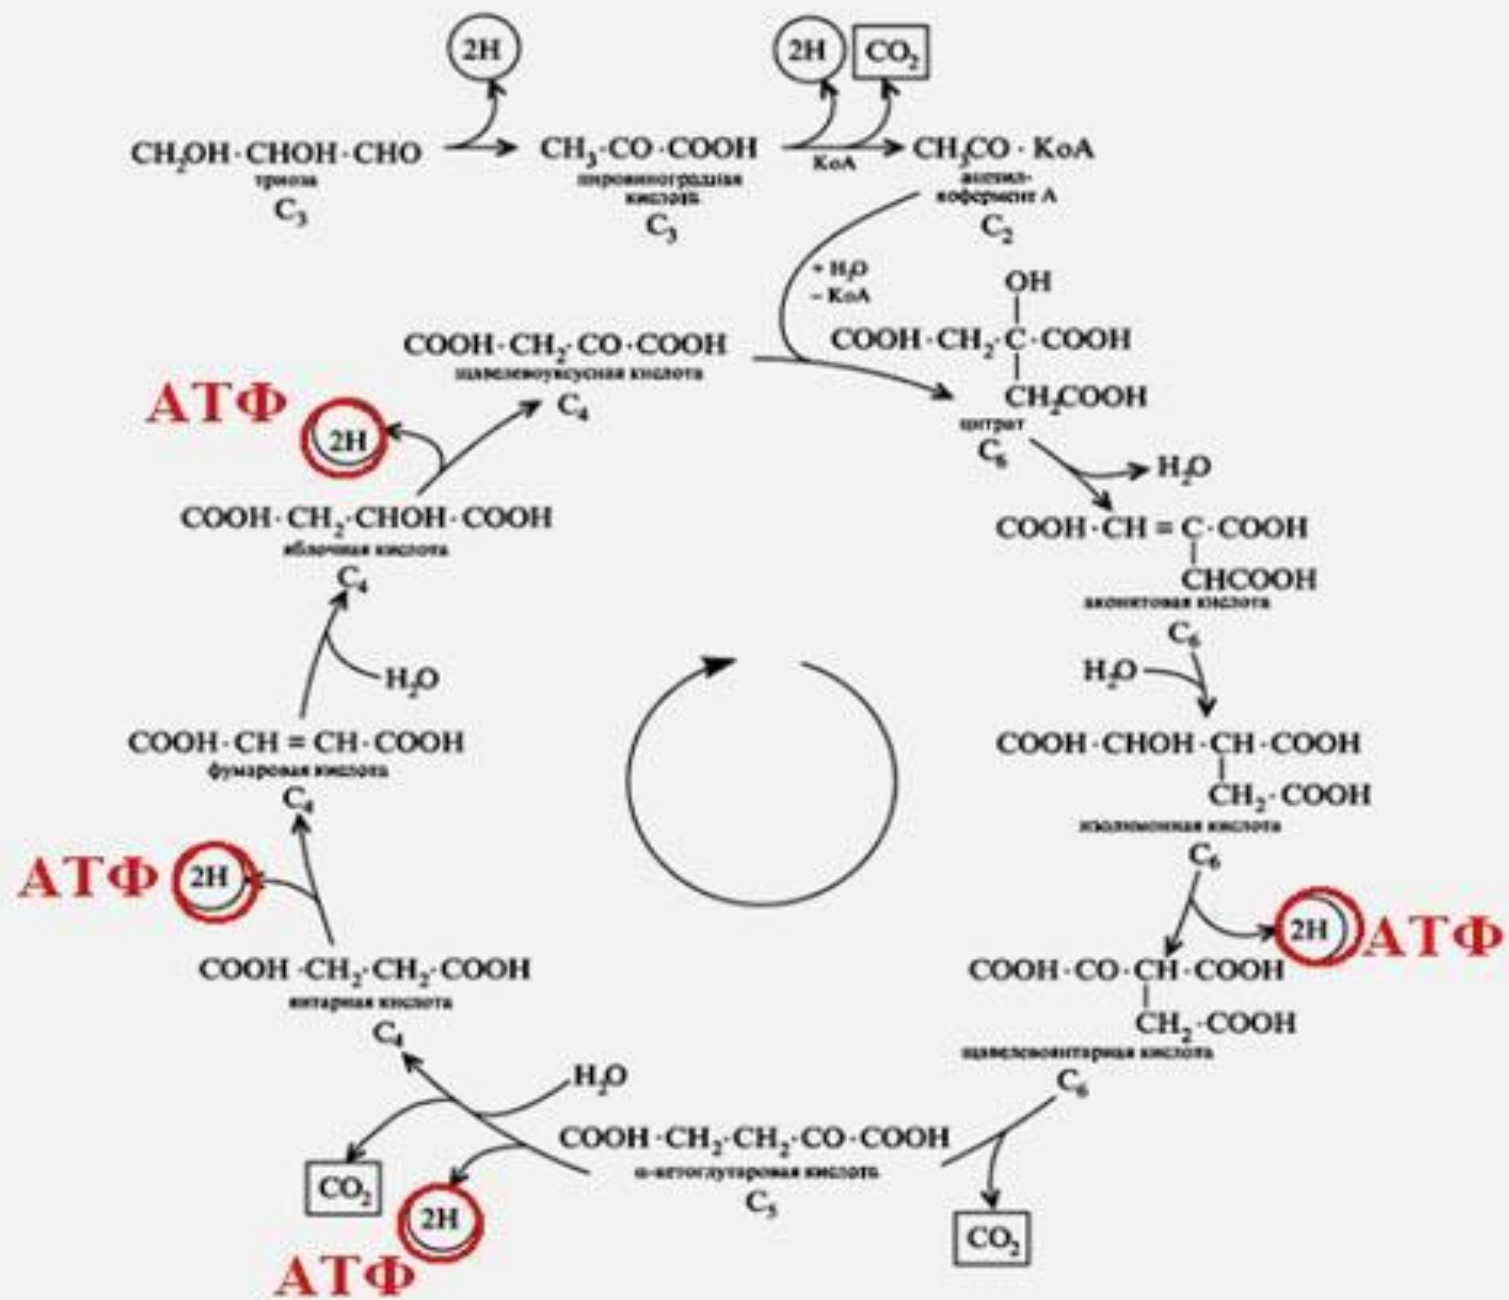 2H
2H CO₂
CH₂OH·CHOH·CHO
триоза
C₃
CH₃·CO·COOH
пировиноградная
кислота
C₃
КоА
CH₃CO·КоА
ацетил-
кофермент А
C₂
+ H₂O
– КоА
OH
COOH·CH₂·C·COOH
CH₂COOH
цитрат
C₆
COOH·CH₂·CO·COOH
щавелевоуксусная кислота
C₄
АТФ
2H
H₂O
COOH·CH₂·CHOH·COOH
яблочная кислота
C₄
COOH·CH=C·COOH
CHCOOH
аконитовая кислота
C₆
H₂O
H₂O
COOH·CH=CH·COOH
фумаровая кислота
C₄
COOH·CHOH·CH·COOH
CH₂·COOH
изолимонная кислота
C₆
АТФ 2H
2H АТФ
COOH·CH₂·CH₂·COOH
янтарная кислота
C₄
COOH·CO·CH·COOH
CH₂·COOH
щавелевоянтарная кислота
C₆
H₂O
COOH·CH₂·CH₂·CO·COOH
α-кетоглутаровая кислота
C₅
CO₂
2H
АТФ
CO₂